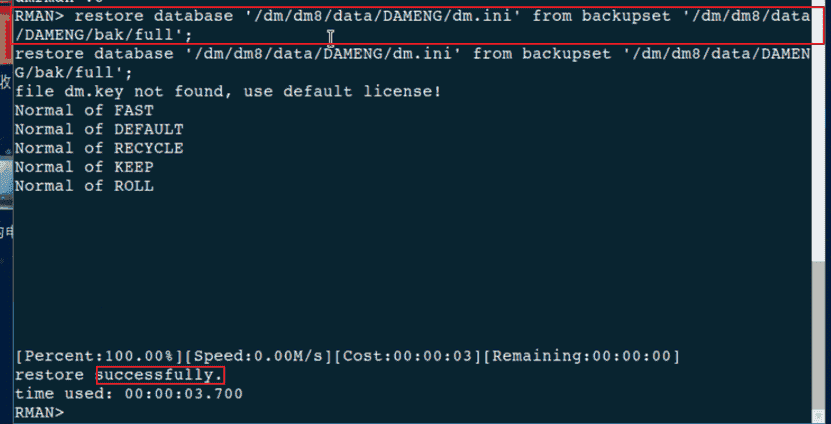 RMAN> restore database '/dm/dm8/data/DAMENG/dm.ini' from backupset '/dm/dm8/data
/DAMENG/bak/full';
restore database '/dm/dm8/data/DAMENG/dm.ini' from backupset '/dm/dm8/data/DAMEN
G/bak/full';
file dm.key not found, use default license!
Normal of FAST
Normal of DEFAULT
Normal of RECYCLE
Normal of KEEP
Normal of ROLL
[Percent:100.00%][Speed:0.00M/s][Cost:00:00:03][Remaining:00:00:00]
restore successfully.
time used: 00:00:03.700
RMAN>